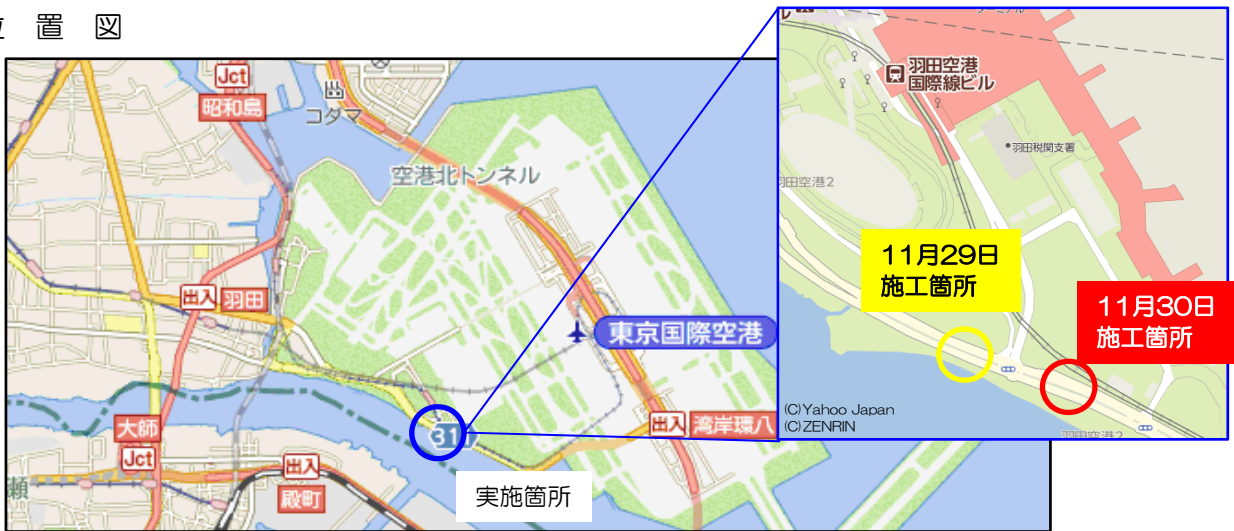 位 置 図
Jct
昭和島
コダマ
空港北トンネル
出入 羽田
東京国際空港
大師
Jct
31
出入 湾岸環八
出入
殿町
実施箇所
羽田空港
国際線ビル
羽田税関支署
羽田空港2
11月29日
施工箇所
11月30日
施工箇所
(C)Yahoo Japan
(C)ZENRIN
羽田空港2